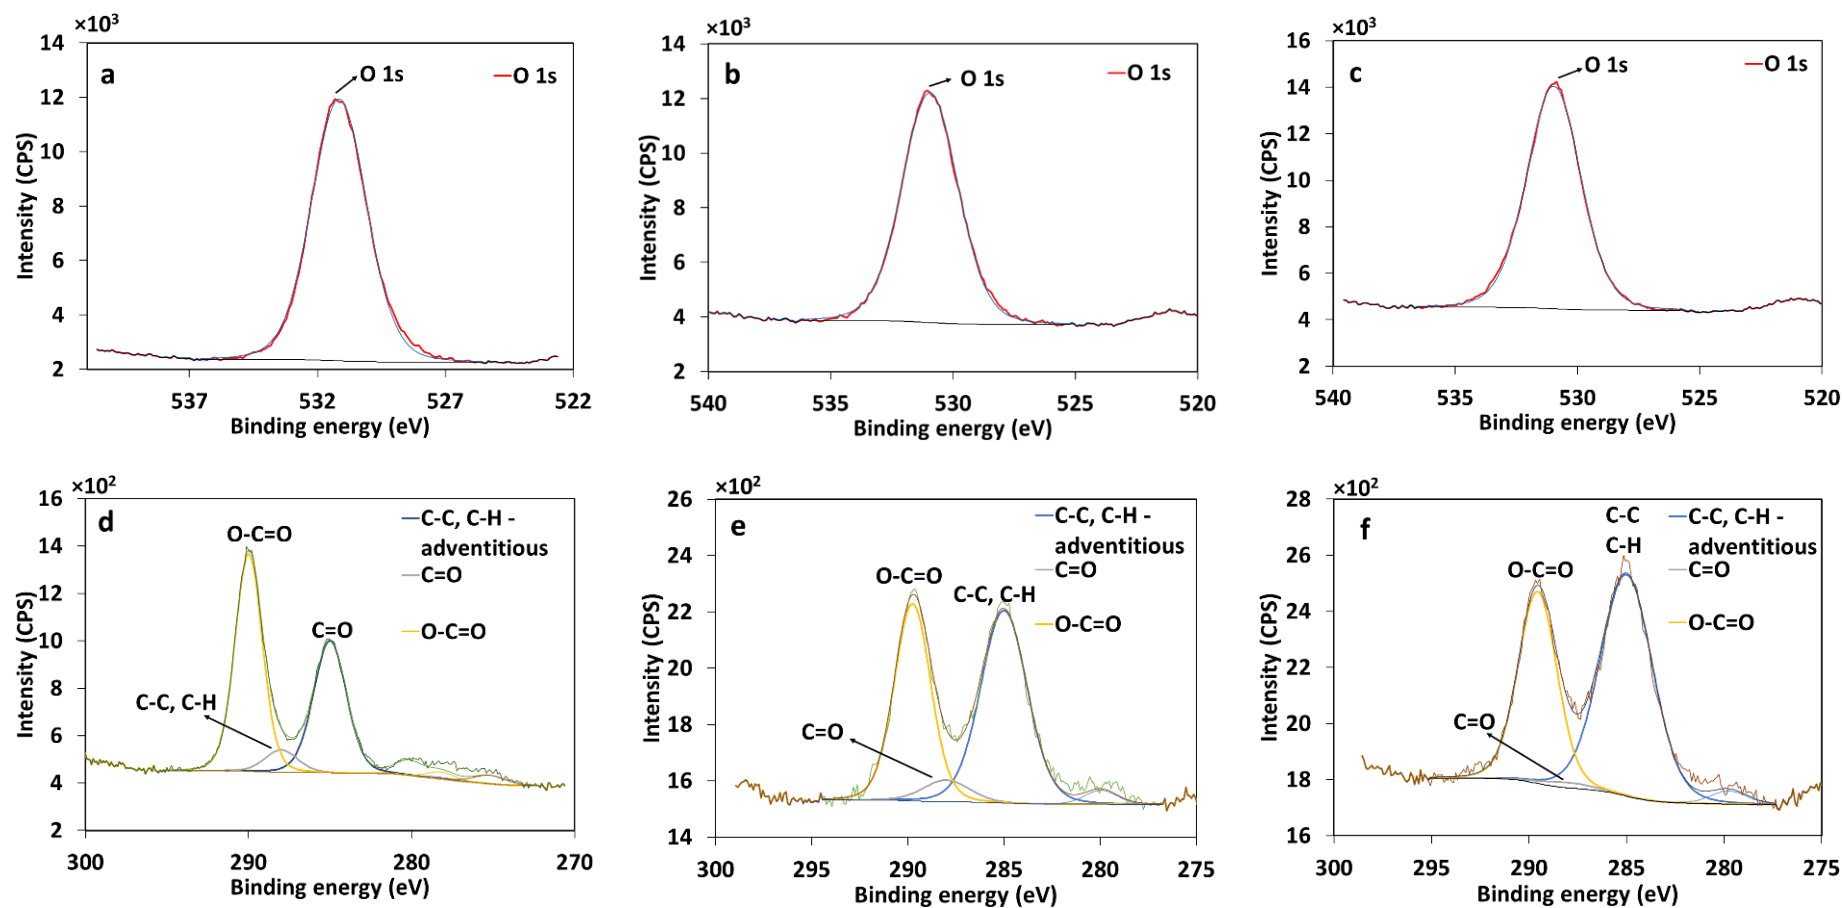 ×10³
14
12
10
8
6
4
2
a
O 1s
O 1s
Intensity (CPS)
537
532
527
522
Binding energy (eV)
×10³
14
12
10
8
6
4
2
b
O 1s
O 1s
Intensity (CPS)
540
535
530
525
520
Binding energy (eV)
×10³
16
14
12
10
8
6
4
2
c
O 1s
O 1s
Intensity (CPS)
540
535
530
525
520
Binding energy (eV)
×10²
16
14
12
10
8
6
4
2
d
O-C=O
C=O
C-C, C-H
C-C, C-H -
adventitious
C=O
O-C=O
Intensity (CPS)
300
290
280
270
Binding energy (eV)
×10²
26
24
22
20
18
16
14
e
O-C=O
C-C, C-H
C=O
C-C, C-H -
adventitious
C=O
O-C=O
Intensity (CPS)
300
295
290
285
280
275
Binding energy (eV)
×10²
28
26
24
22
20
18
16
f
C-C
C-H
O-C=O
C=O
C-C, C-H -
adventitious
C=O
O-C=O
Intensity (CPS)
300
295
290
285
280
275
Binding energy (eV)